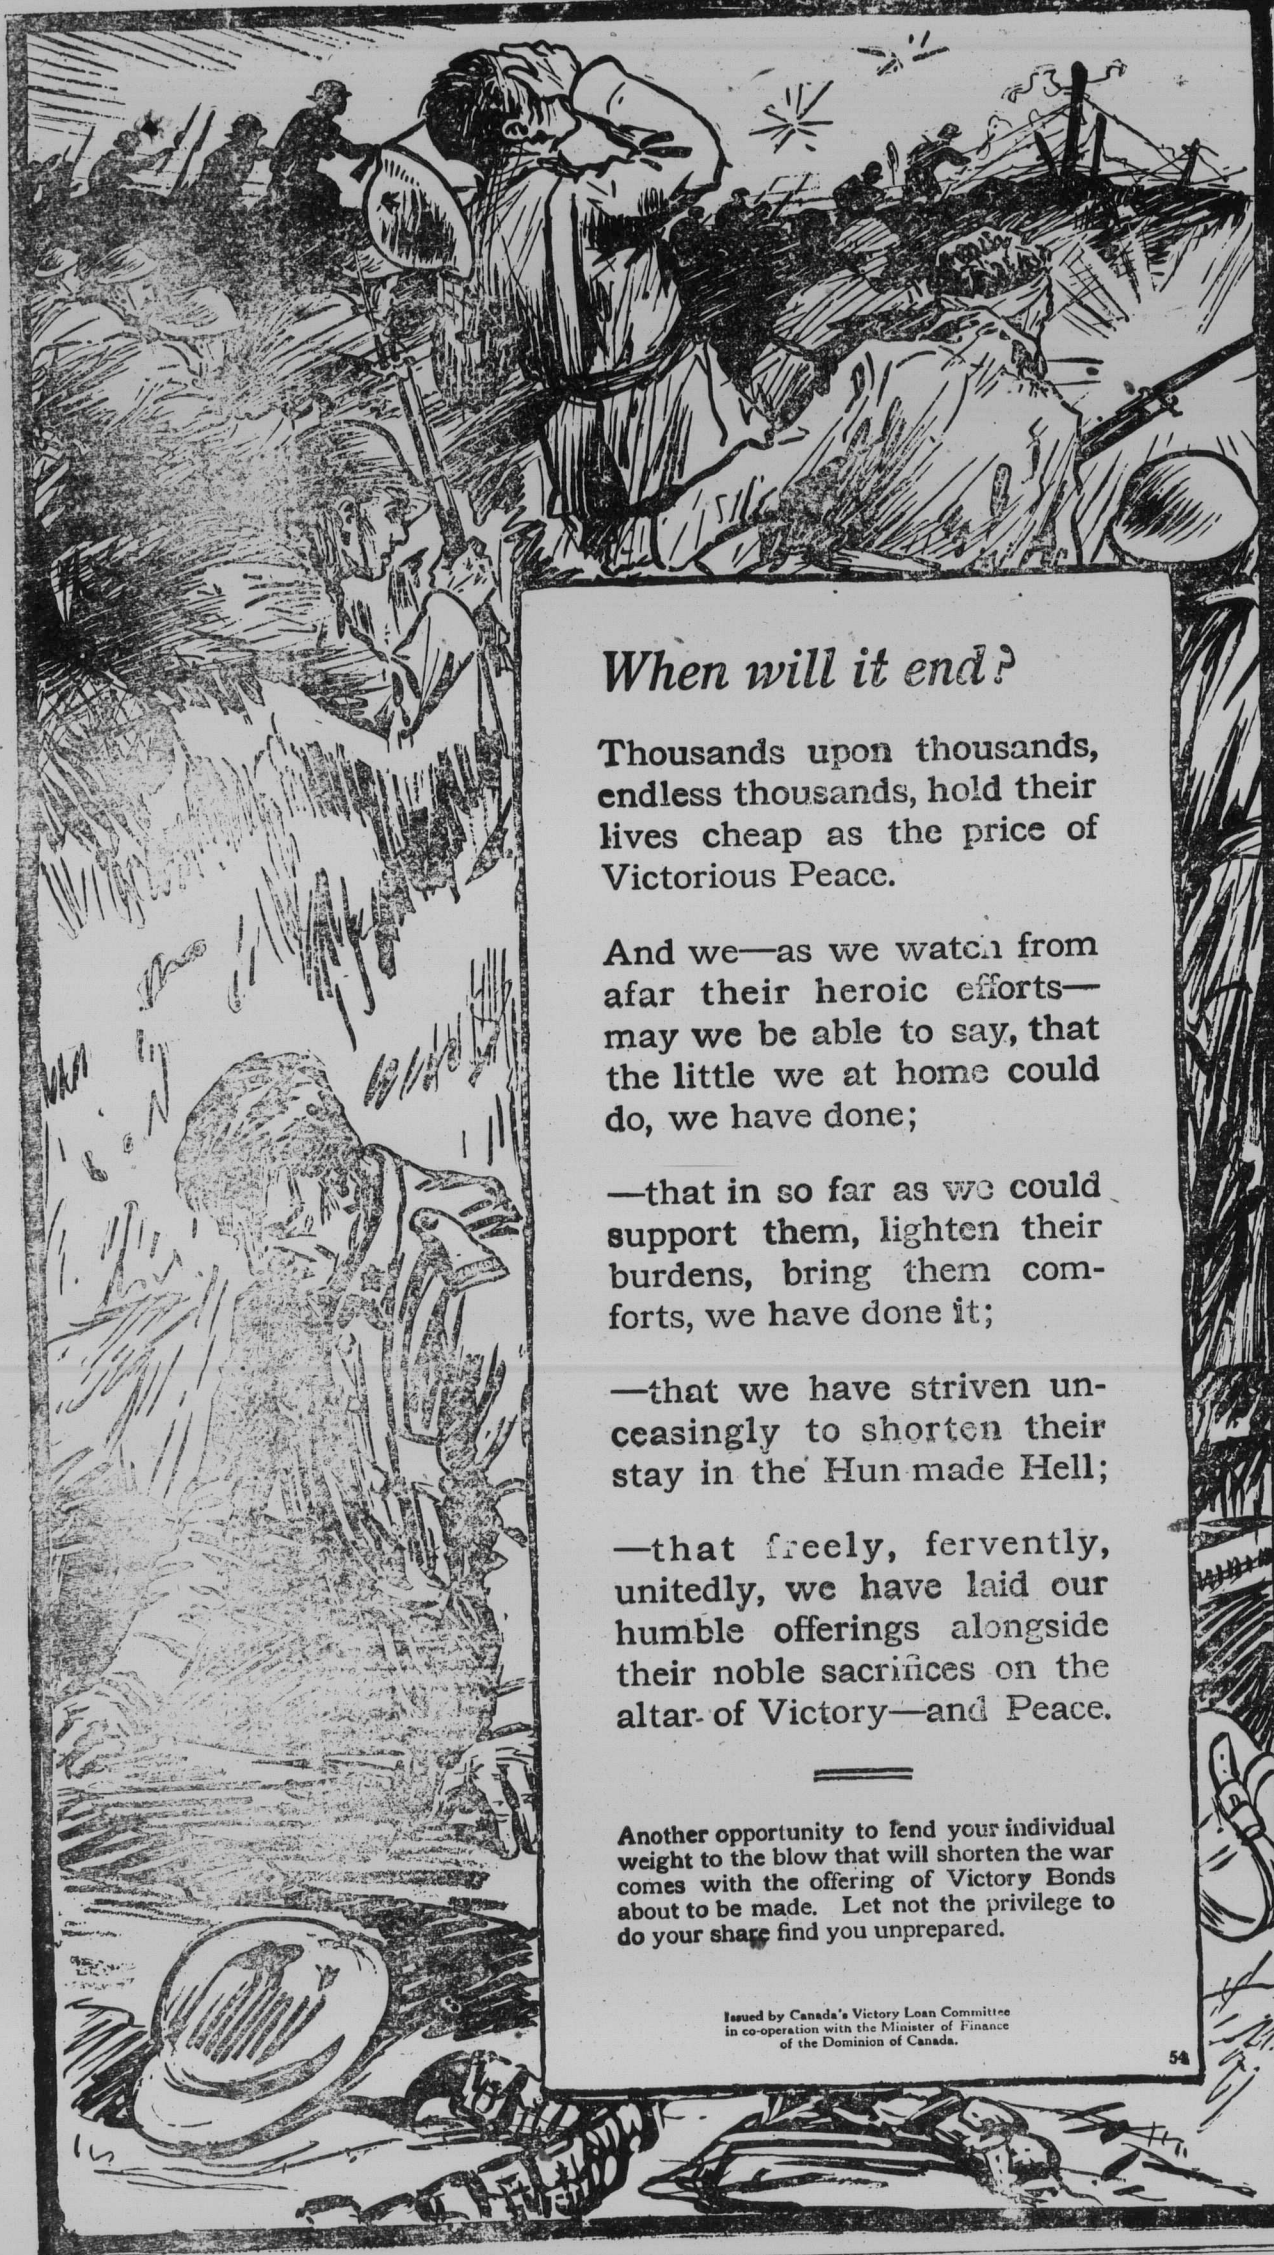 When will it end?
Thousands upon thousands,
endless thousands, hold their
lives cheap as the price of
Victorious Peace.
And we—as we watch from
afar their heroic efforts—
may we be able to say, that
the little we at home could
do, we have done;
—that in so far as we could
support them, lighten their
burdens, bring them com-
forts, we have done it;
—that we have striven un-
ceasingly to shorten their
stay in the Hun made Hell;
—that freely, fervently,
unitedly, we have laid our
humble offerings alongside
their noble sacrifices on the
altar of Victory—and Peace.
Another opportunity to lend your individual
weight to the blow that will shorten the war
comes with the offering of Victory Bonds
about to be made. Let not the privilege to
do your share find you unprepared.
Issued by Canada's Victory Loan Committee
in co-operation with the Minister of Finance
of the Dominion of Canada.
54